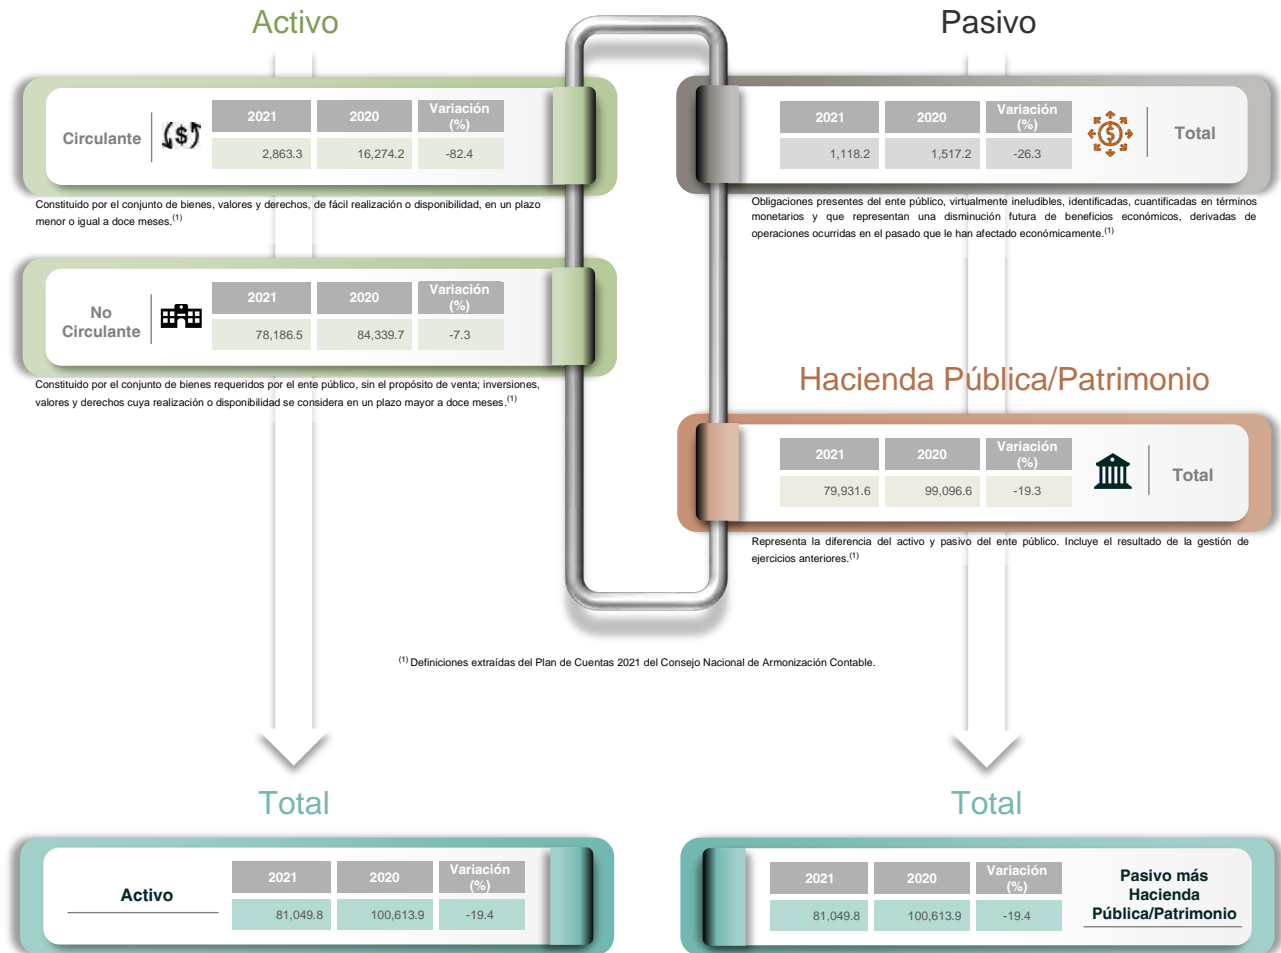 Activo
Circulante
2021 2020 Variación (%)
2,863.3 16,274.2 -82.4
Constituido por el conjunto de bienes, valores y derechos, de fácil realización o disponibilidad, en un plazo
menor o igual a doce meses.(1)
No
Circulante
2021 2020 Variación (%)
78,186.5 84,339.7 -7.3
Constituido por el conjunto de bienes requeridos por el ente público, sin el propósito de venta; inversiones,
valores y derechos cuya realización o disponibilidad se considera en un plazo mayor a doce meses.(1)
Pasivo
2021 2020 Variación (%)
1,118.2 1,517.2 -26.3
Total
Obligaciones presentes del ente público, virtualmente ineludibles, identificadas, cuantificadas en términos
monetarios y que representan una disminución futura de beneficios económicos, derivadas de
operaciones ocurridas en el pasado que le han afectado económicamente.(1)
Hacienda Pública/Patrimonio
2021 2020 Variación (%)
79,931.6 99,096.6 -19.3
Total
Representa la diferencia del activo y pasivo del ente público. Incluye el resultado de la gestión de
ejercicios anteriores.(1)
(1) Definiciones extraídas del Plan de Cuentas 2021 del Consejo Nacional de Armonización Contable.
Total
Activo
2021 2020 Variación (%)
81,049.8 100,613.9 -19.4
Total
2021 2020 Variación (%)
81,049.8 100,613.9 -19.4
Pasivo más
Hacienda
Pública/Patrimonio